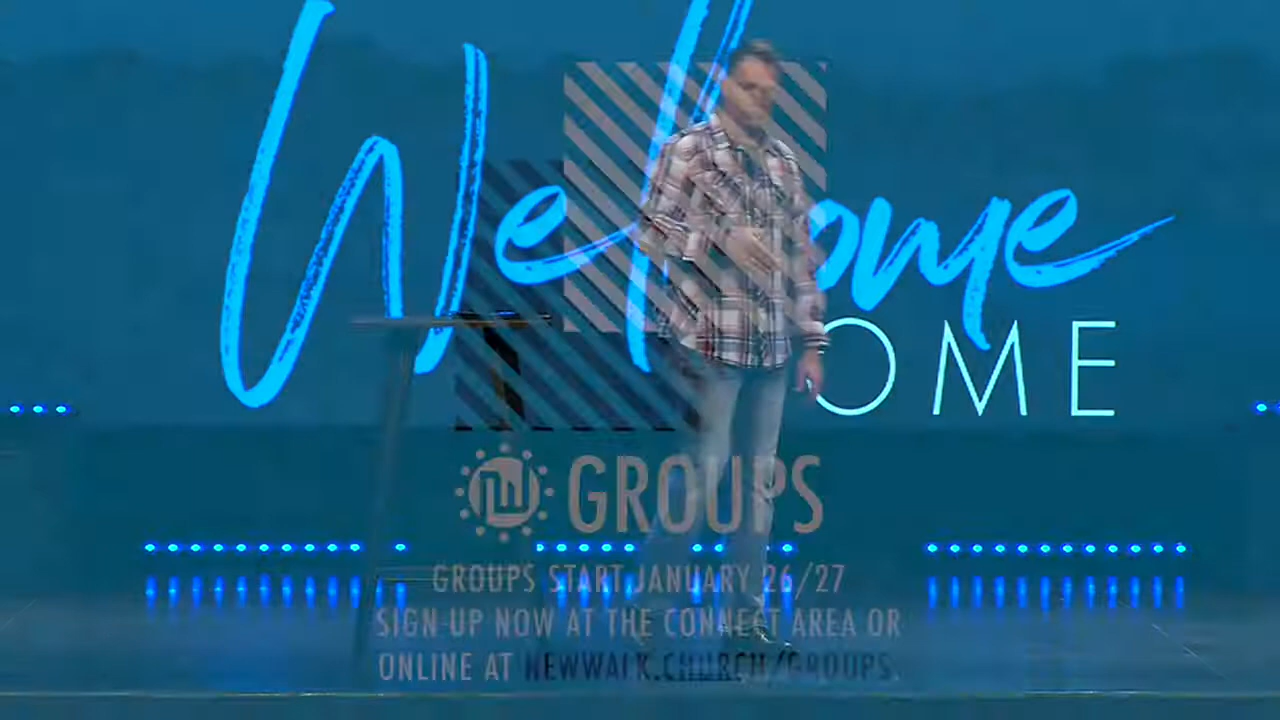 Welcome
OME
GROUPS
GROUPS START JANUARY 26/27
SIGN-UP NOW AT THE CONNECT AREA OR
ONLINE AT NEWWALK.CHURCH/GROUPS.